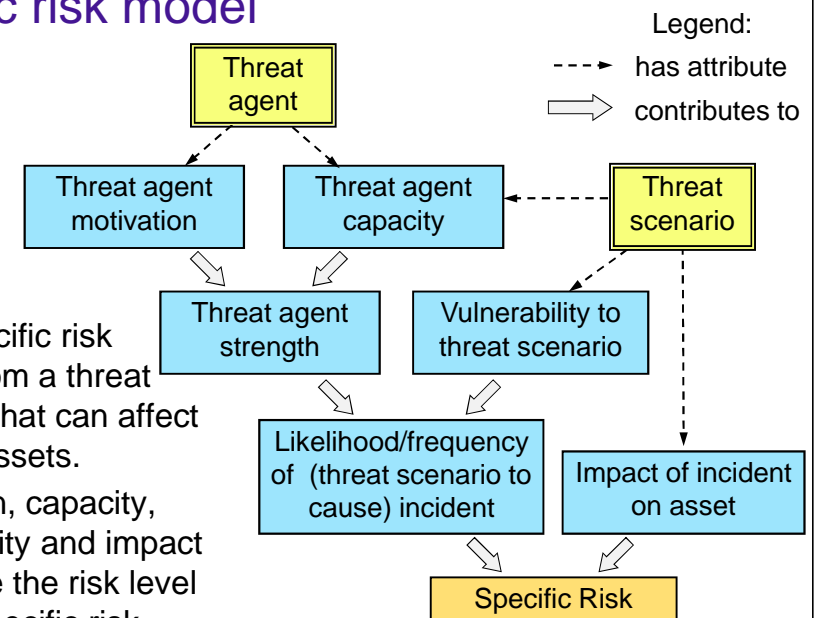 c risk model
Legend:
has attribute
contributes to
Threat
agent
Threat agent
motivation
Threat agent
capacity
Threat
scenario
Threat agent
strength
Vulnerability to
threat scenario
cific risk
om a threat
hat can affect
ssets.
n, capacity,
ity and impact
e the risk level
ecific risk
Likelihood/frequency
of (threat scenario to
cause) incident
Impact of incident
on asset
Specific Risk